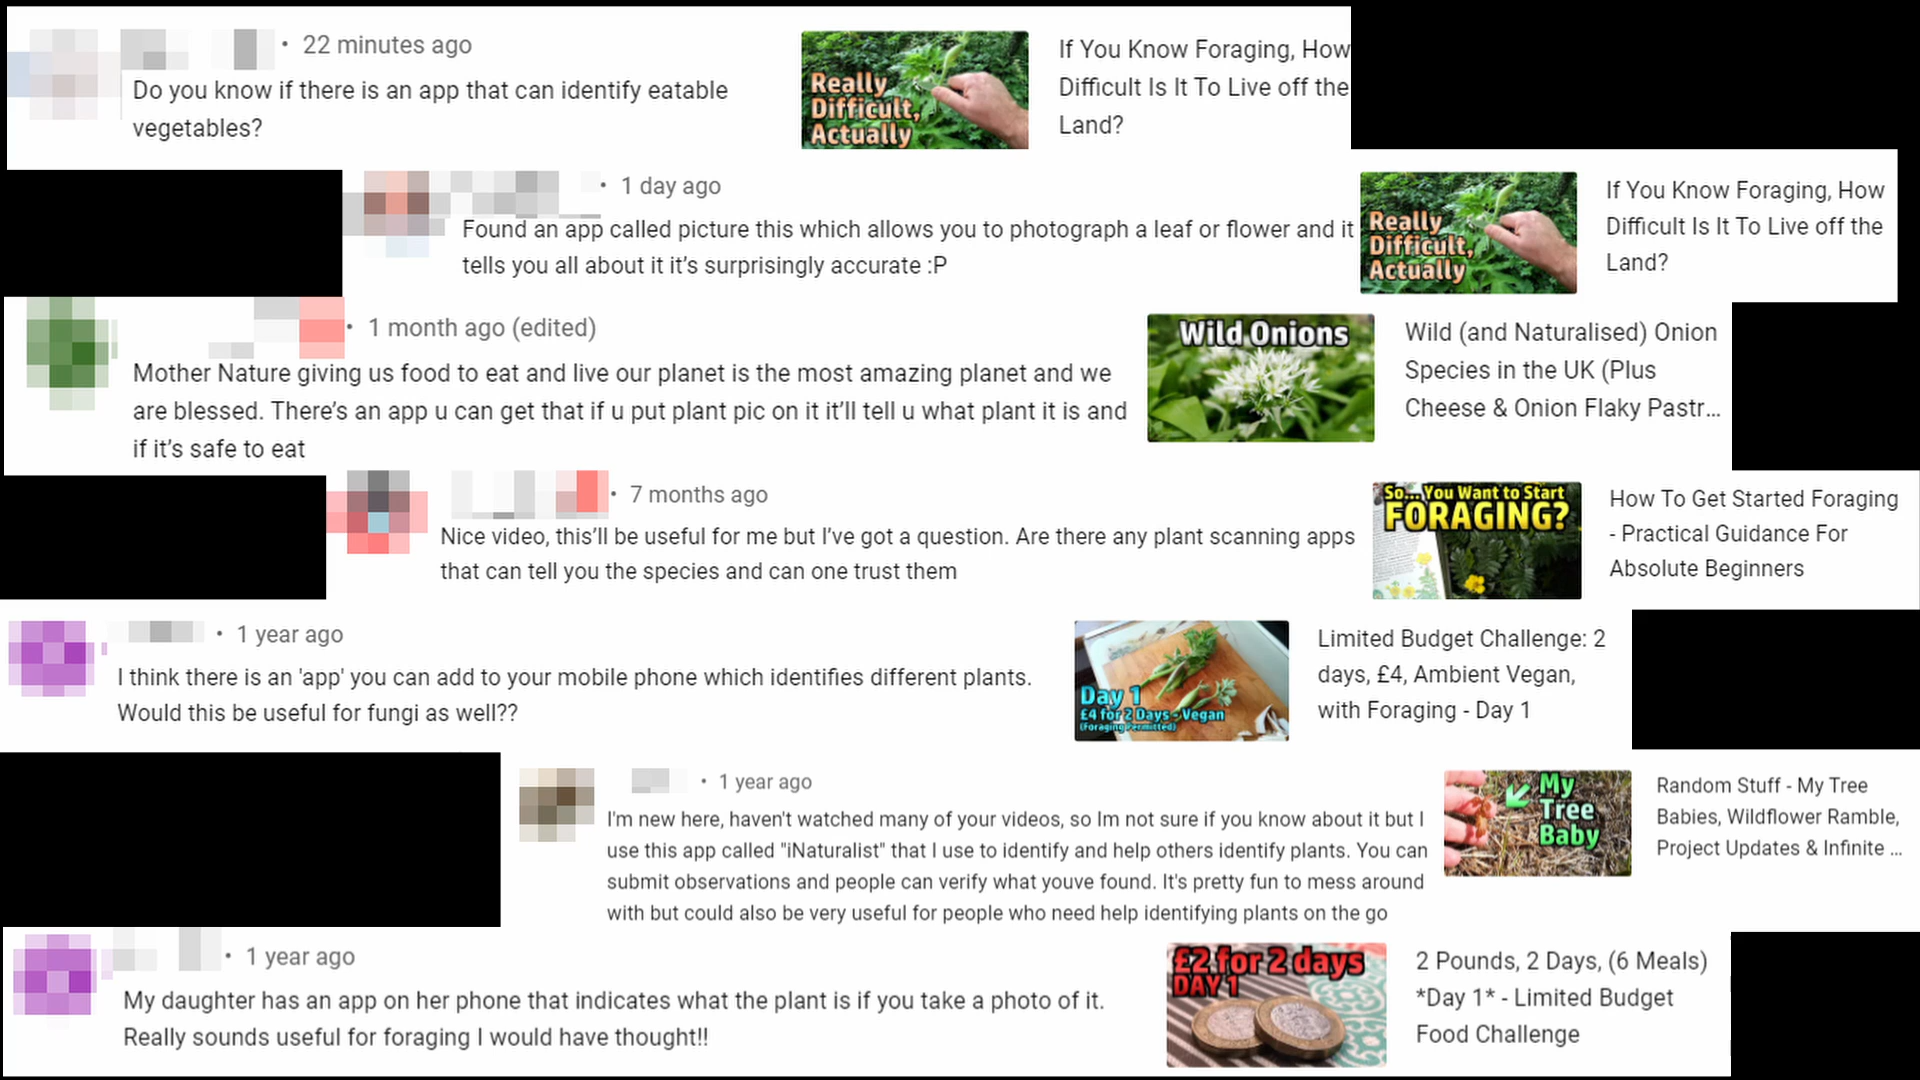 • 22 minutes ago
Do you know if there is an app that can identify eatable
vegetables?
Really
Difficult,
Actually
If You Know Foraging, How
Difficult Is It To Live off the
Land?
• 1 day ago
Found an app called picture this which allows you to photograph a leaf or flower and it
tells you all about it it’s surprisingly accurate :P
Really
Difficult,
Actually
If You Know Foraging, How
Difficult Is It To Live off the
Land?
• 1 month ago (edited)
Mother Nature giving us food to eat and live our planet is the most amazing planet and we
are blessed. There’s an app u can get that if u put plant pic on it it’ll tell u what plant it is and
if it’s safe to eat
Wild Onions
Wild (and Naturalised) Onion
Species in the UK (Plus
Cheese & Onion Flaky Pastr...
• 7 months ago
Nice video, this’ll be useful for me but I’ve got a question. Are there any plant scanning apps
that can tell you the species and can one trust them
So... You Want to Start
FORAGING?
How To Get Started Foraging
- Practical Guidance For
Absolute Beginners
• 1 year ago
I think there is an 'app' you can add to your mobile phone which identifies different plants.
Would this be useful for fungi as well??
Day 1
£4 for 2 Days - Vegan
(Foraging Permitted)
Limited Budget Challenge: 2
days, £4, Ambient Vegan,
with Foraging - Day 1
• 1 year ago
I'm new here, haven't watched many of your videos, so Im not sure if you know about it but I
use this app called "iNaturalist" that I use to identify and help others identify plants. You can
submit observations and people can verify what youve found. It's pretty fun to mess around
with but could also be very useful for people who need help identifying plants on the go
My
Tree
Baby
Random Stuff - My Tree
Babies, Wildflower Ramble,
Project Updates & Infinite ...
• 1 year ago
My daughter has an app on her phone that indicates what the plant is if you take a photo of it.
Really sounds useful for foraging I would have thought!!
£2 for 2 days
DAY 1
2 Pounds, 2 Days, (6 Meals)
*Day 1* - Limited Budget
Food Challenge